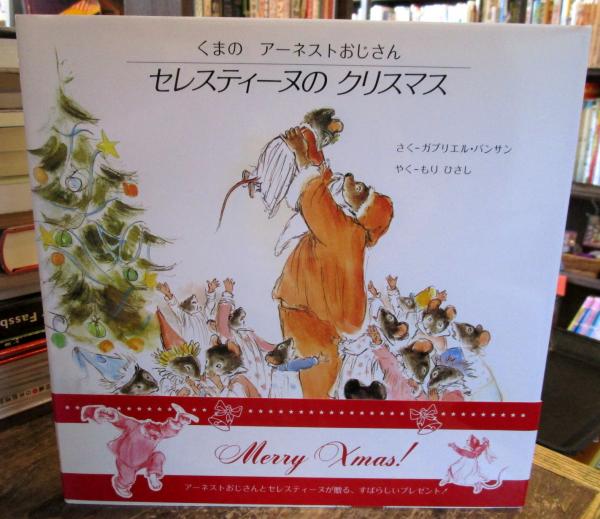 くまの アーネストおじさん
セレスティーヌの クリスマス
さく－ガブリエル・バンサン
やく－もり ひさし
Merry Xmas!
アーネストおじさんとセレスティーヌが贈る、すばらしいプレゼント！
Fassb